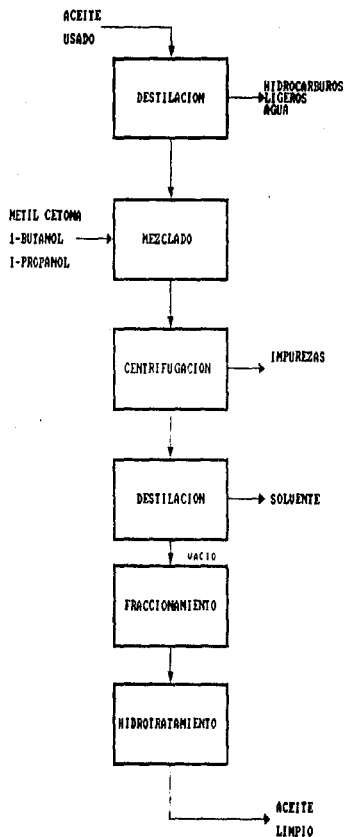 ACEITE
USADO
DESTILACION
HIDROCARBUROS
LIGEROS
AGUA
METIL CETONA
1-BUTANOL
1-PROPANOL
MEZCLADO
CENTRIFUGACION
IMPUREZAS
DESTILACION
SOLVENTE
VACIO
FRACCIONAMIENTO
HIDROTRATAMIENTO
ACEITE
LIMPIO